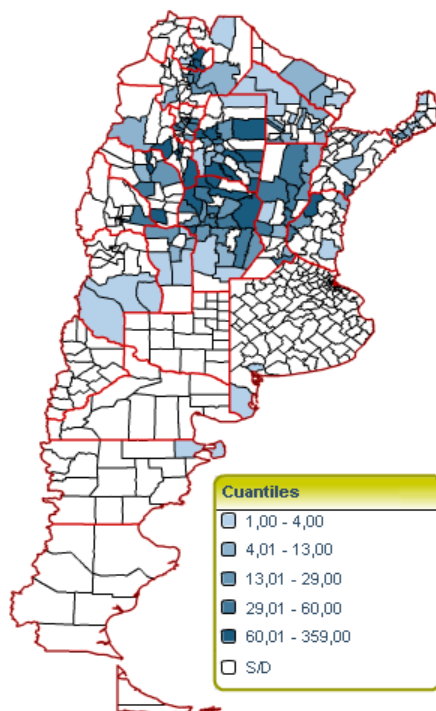 Cuantiles
1,00 - 4,00
4,01 - 13,00
13,01 - 29,00
29,01 - 60,00
60,01 - 359,00
S/D